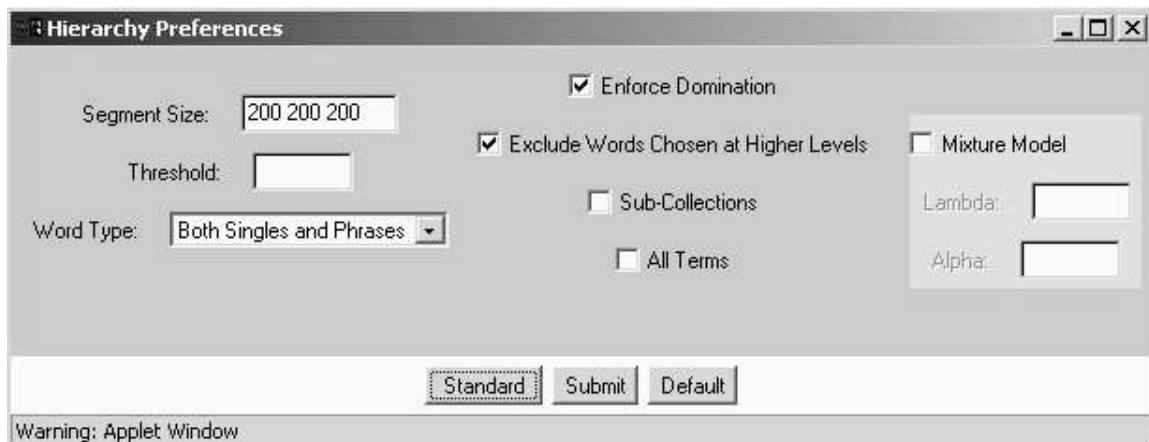 Hierarchy Preferences
Segment Size: 200 200 200
Threshold:
Word Type: Both Singles and Phrases
Enforce Domination
Exclude Words Chosen at Higher Levels
Sub-Collections
All Terms
Mixture Model
Lambda:
Alpha:
Standard Submit Default
Warning: Applet Window